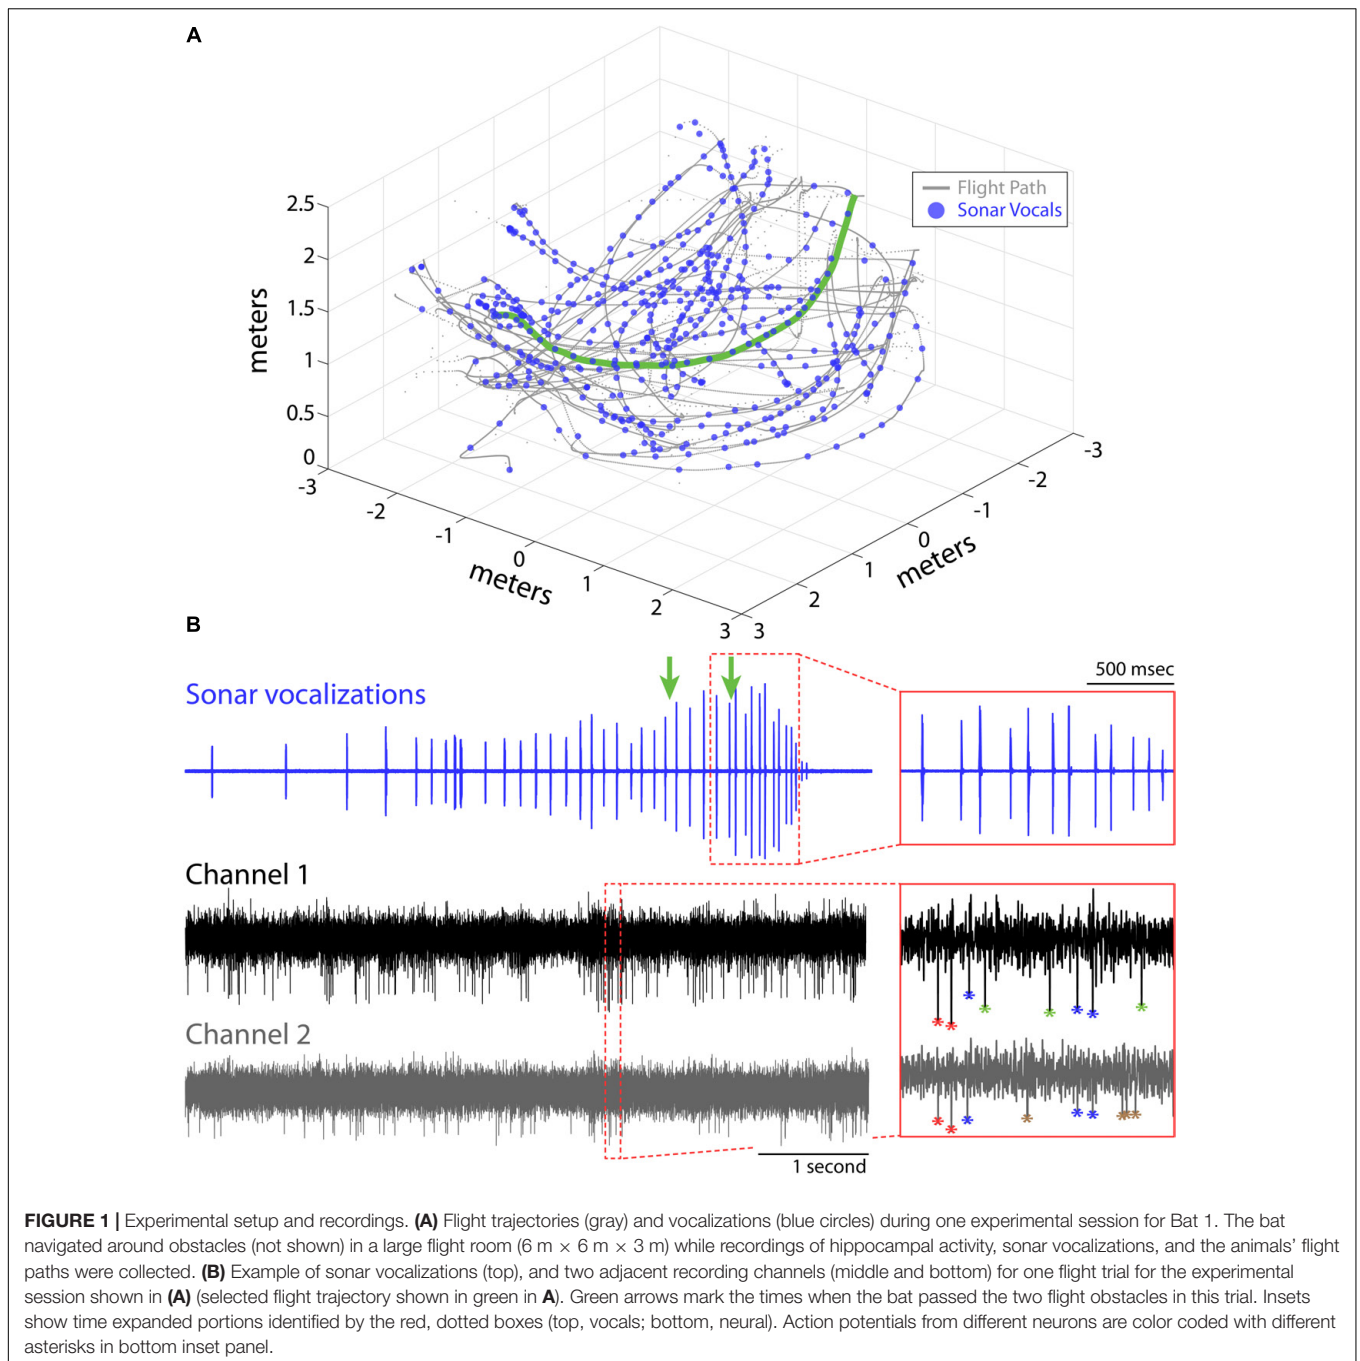 A
Flight Path
Sonar Vocals
2.5
2
1.5
1
0.5
0
meters
-3
-2
-1
0
1
2
3
meters
3
2
1
0
-1
-2
-3
meters
B
Sonar vocalizations
500 msec
Channel 1
Channel 2
1 second
FIGURE 1 | Experimental setup and recordings. (A) Flight trajectories (gray) and vocalizations (blue circles) during one experimental session for Bat 1. The bat
navigated around obstacles (not shown) in a large flight room (6 m × 6 m × 3 m) while recordings of hippocampal activity, sonar vocalizations, and the animals' flight
paths were collected. (B) Example of sonar vocalizations (top), and two adjacent recording channels (middle and bottom) for one flight trial for the experimental
session shown in (A) (selected flight trajectory shown in green in A). Green arrows mark the times when the bat passed the two flight obstacles in this trial. Insets
show time expanded portions identified by the red, dotted boxes (top, vocals; bottom, neural). Action potentials from different neurons are color coded with different
asterisks in bottom inset panel.